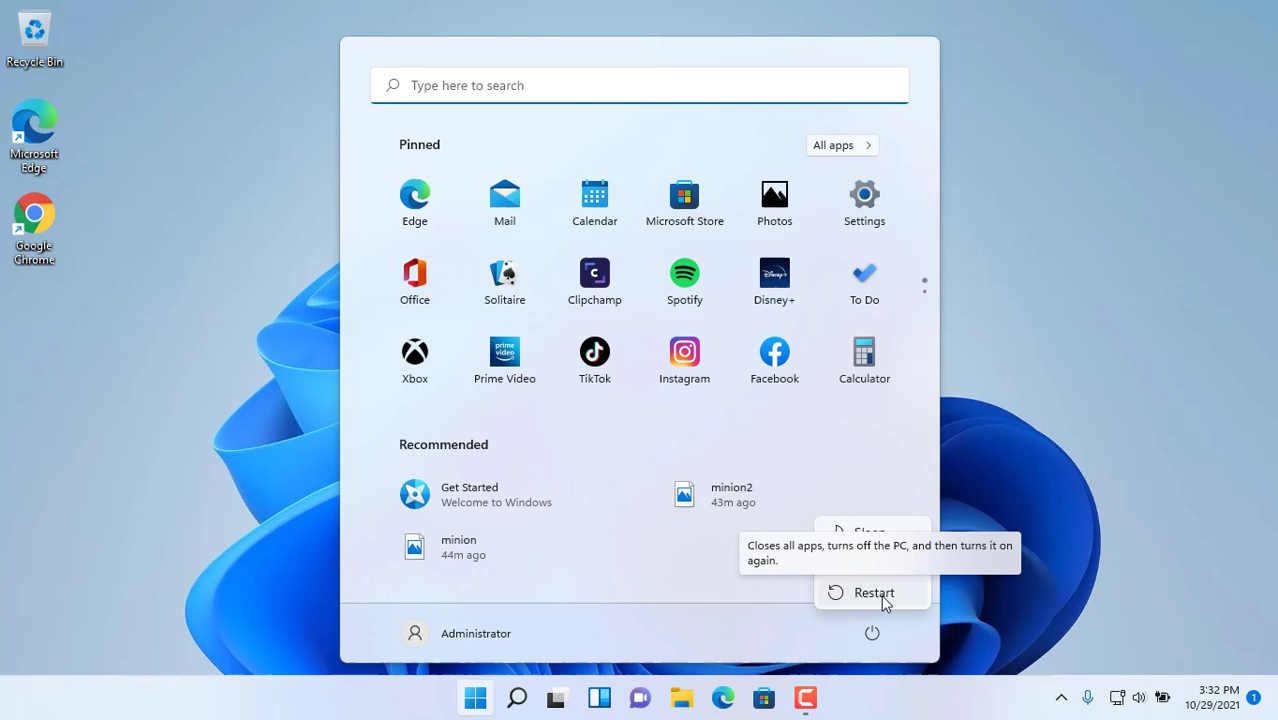 Recycle Bin
Microsoft
Edge
Google
Chrome
Type here to search
Pinned
All apps
Edge
Mail
Calendar
Microsoft Store
Photos
Settings
Office
Solitaire
Clipchamp
Spotify
Disney+
To Do
Xbox
prime
video
Prime Video
TikTok
Instagram
Facebook
Calculator
Recommended
Get Started
Welcome to Windows
minion2
43m ago
minion
44m ago
Sleep
Closes all apps, turns off the PC, and then turns it on
again.
Restart
Administrator
3:32 PM
10/29/2021
1